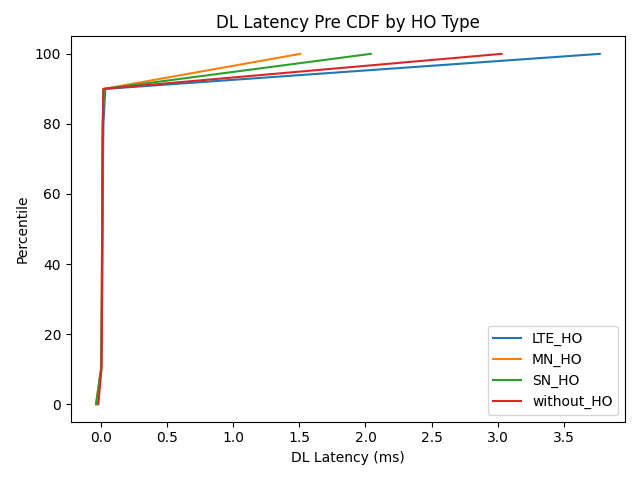 DL Latency Pre CDF by HO Type
Percentile
100
80
60
40
20
0
0.0 0.5 1.0 1.5 2.0 2.5 3.0 3.5
DL Latency (ms)
LTE_HO
MN_HO
SN_HO
without_HO